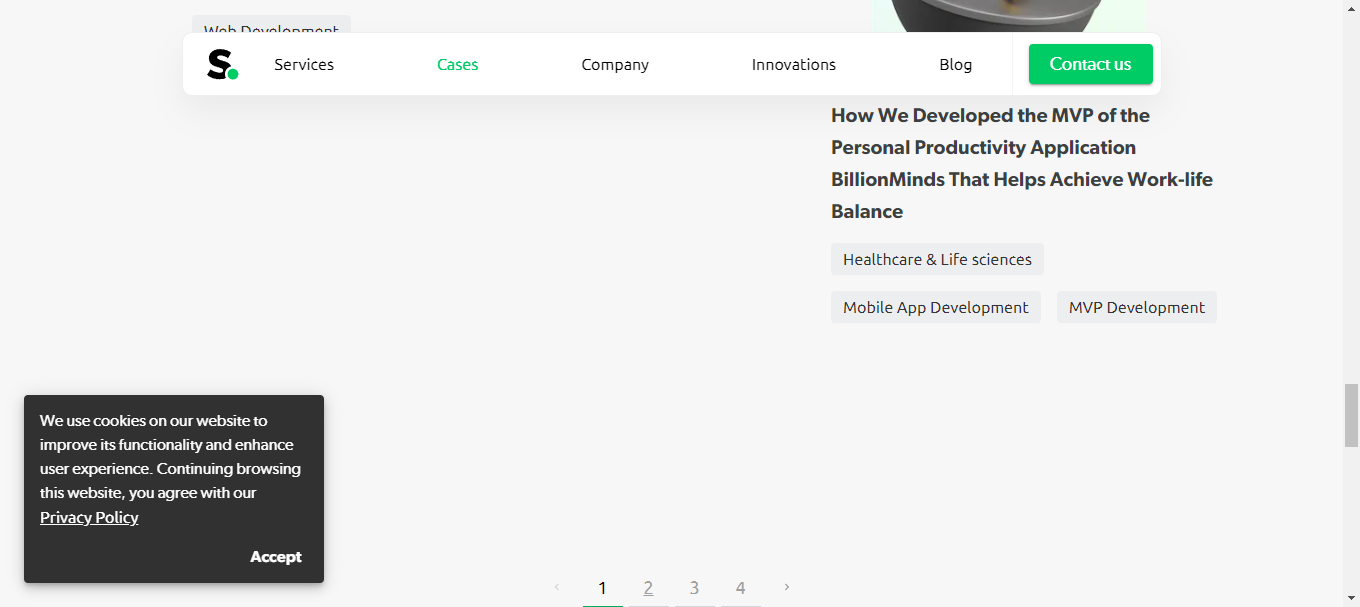 Web Development
S.
Services
Cases
Company
Innovations
Blog
Contact us
How We Developed the MVP of the
Personal Productivity Application
BillionMinds That Helps Achieve Work-life
Balance
Healthcare & Life sciences
Mobile App Development
MVP Development
We use cookies on our website to
improve its functionality and enhance
user experience. Continuing browsing
this website, you agree with our
Privacy Policy
Accept
‹ 1 2 3 4 ›